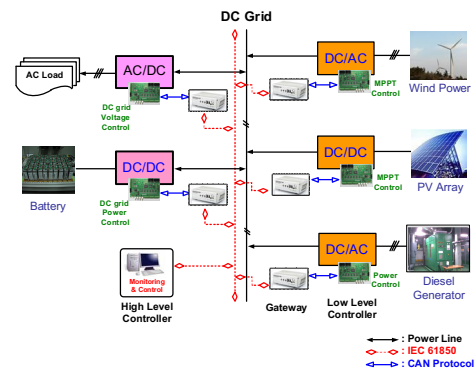 DC Grid
AC Load
AC/DC
DC/AC
DC grid
Voltage
Control
MPPT
Control
Wind Power
DC/DC
DC/DC
Battery
DC grid
Power
Control
MPPT
Control
PV Array
DC/AC
Monitoring
& Control
Power
Control
Diesel
Generator
High Level
Controller
Gateway
Low Level
Controller
: Power Line
: IEC 61850
: CAN Protocol